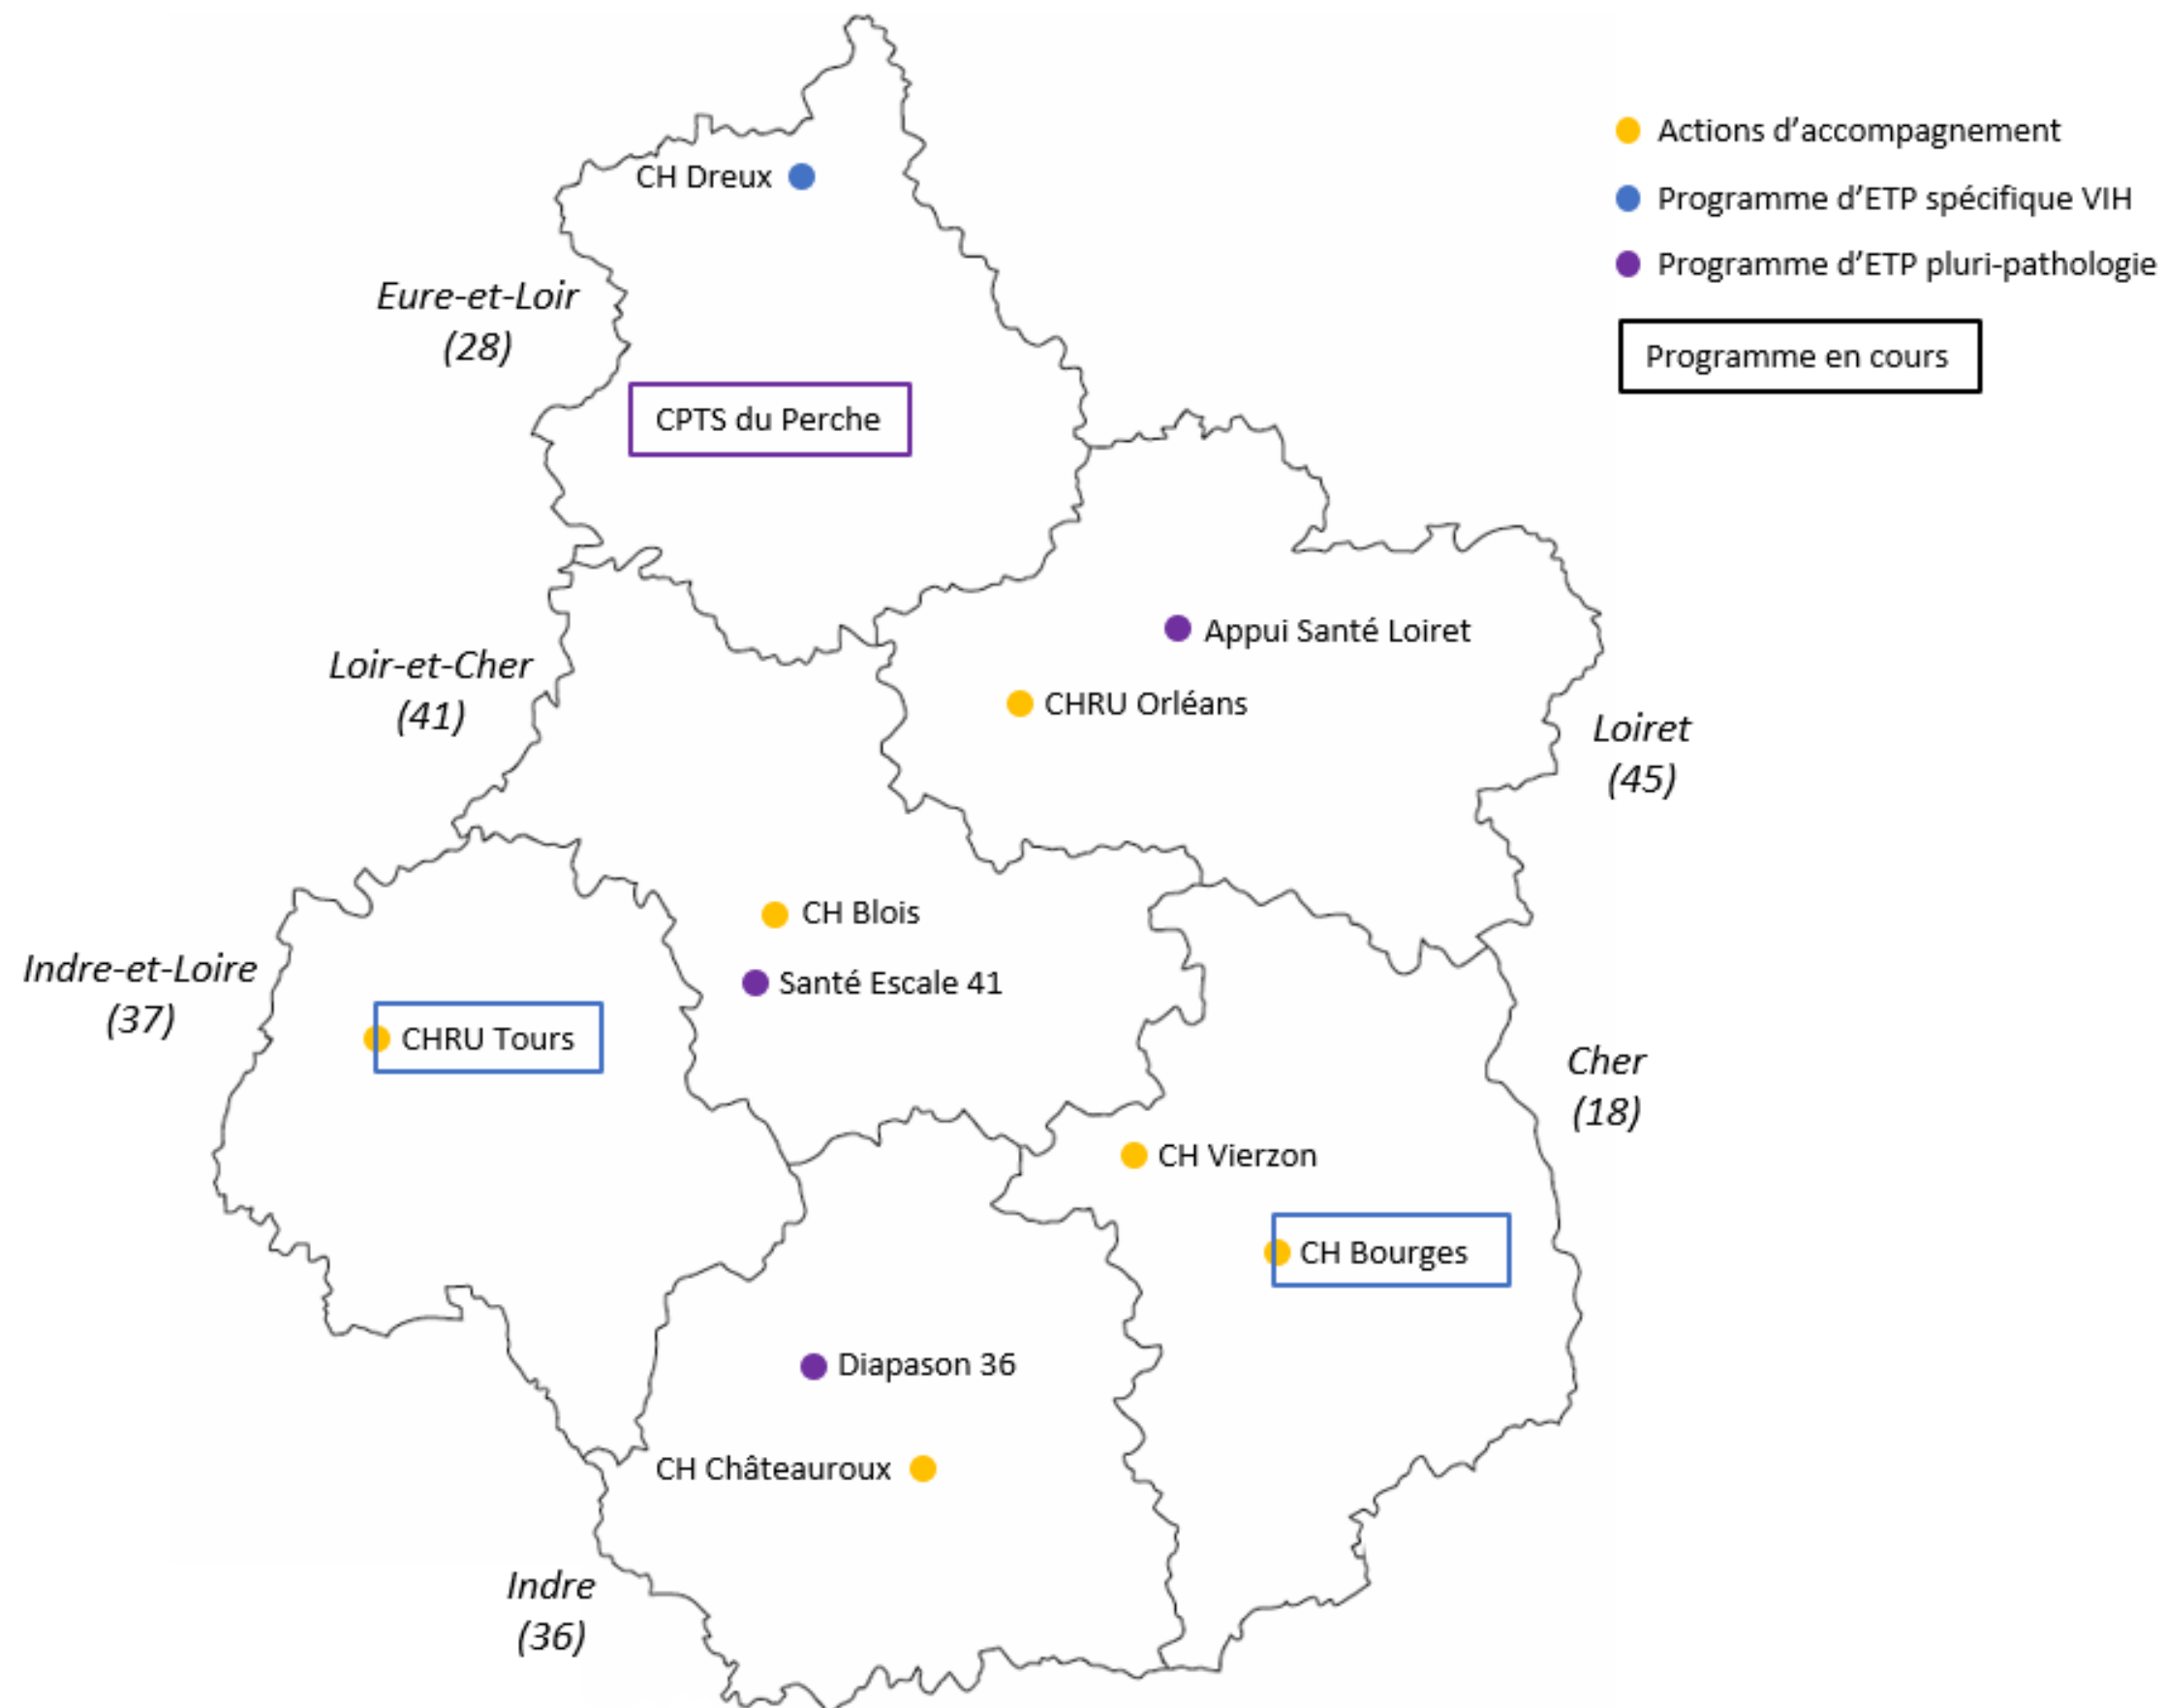 Actions d'accompagnement
CH Dreux
Programme d'ETP spécifique VIH
Programme d'ETP pluri-pathologie
Eure-et-Loir
(28)
Programme en cours
CPTS du Perche
Appui Santé Loiret
Loir-et-Cher
(41)
CHRU Orléans
Loiret
(45)
CH Blois
Indre-et-Loire
(37)
Santé Escale 41
CHRU Tours
Cher
(18)
CH Vierzon
CH Bourges
Diapason 36
CH Châteauroux
Indre
(36)